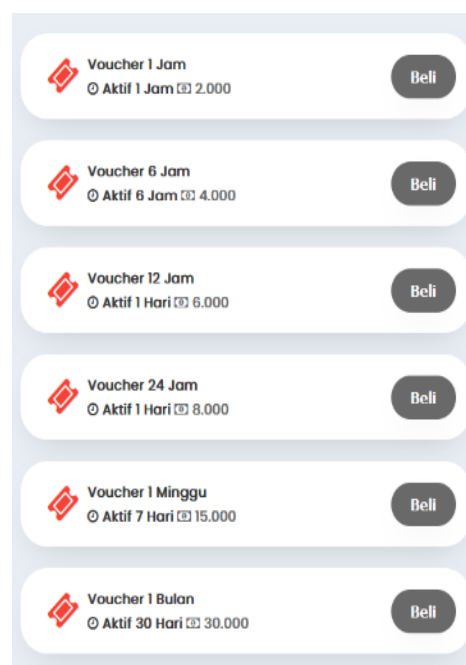 Voucher 1 Jam
Aktif 1 Jam 2.000
Beli
Voucher 6 Jam
Aktif 6 Jam 4.000
Beli
Voucher 12 Jam
Aktif 1 Hari 6.000
Beli
Voucher 24 Jam
Aktif 1 Hari 8.000
Beli
Voucher 1 Minggu
Aktif 7 Hari 15.000
Beli
Voucher 1 Bulan
Aktif 30 Hari 30.000
Beli